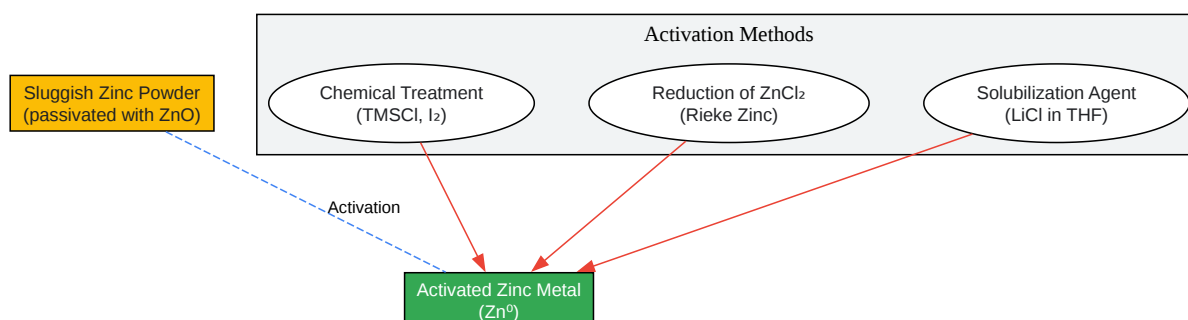 Activation Methods
Sluggish Zinc Powder
(passivated with ZnO)
Chemical Treatment
(TMSCl, I₂)
Reduction of ZnCl₂
(Rieke Zinc)
Solubilization Agent
(LiCl in THF)
Activation
Activated Zinc Metal
(Zn⁰)